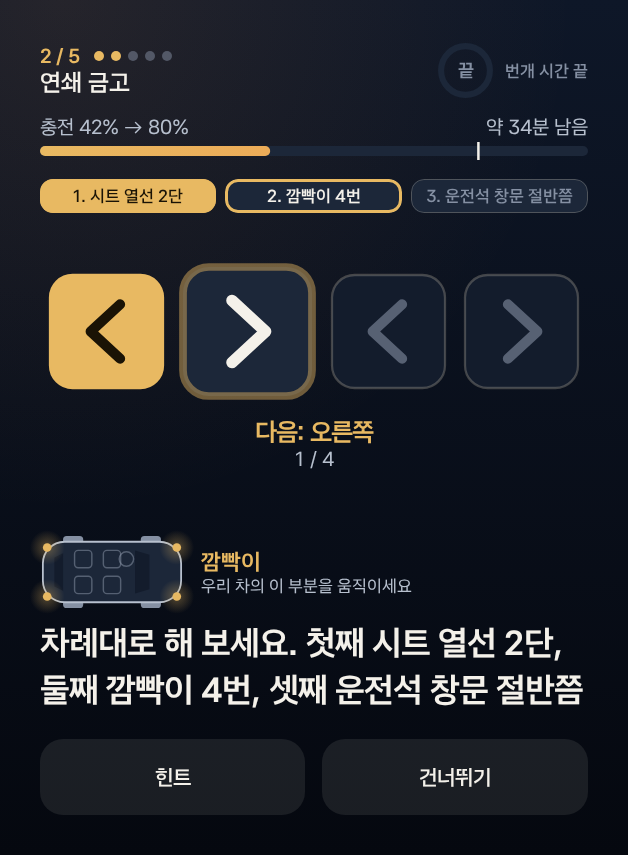 2 / 5
연쇄 금고
끝
번개 시간 끝
충전 42% → 80%
약 34분 남음
1. 시트 열선 2단
2. 깜빡이 4번
3. 운전석 창문 절반쯤
다음: 오른쪽
1 / 4
깜빡이
우리 차의 이 부분을 움직이세요
차례대로 해 보세요. 첫째 시트 열선 2단,
둘째 깜빡이 4번, 셋째 운전석 창문 절반쯤
힌트
건너뛰기